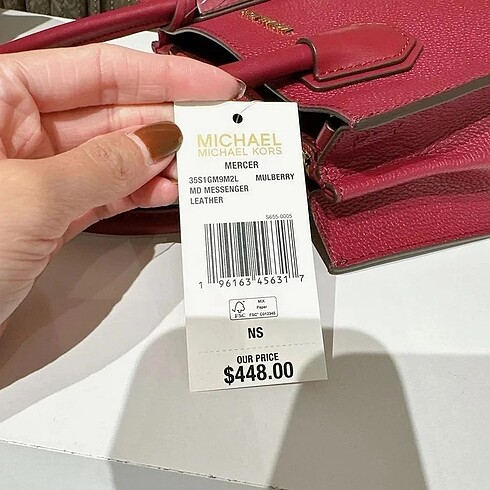 MICHAEL
MICHAEL KORS
MERCER
35S1GM9M2L MULBERRY
MD MESSENGER
LEATHER
S655-0005
1 96163 45631 7
FSC
MIX
Paper
NS
OUR PRICE
$448.00